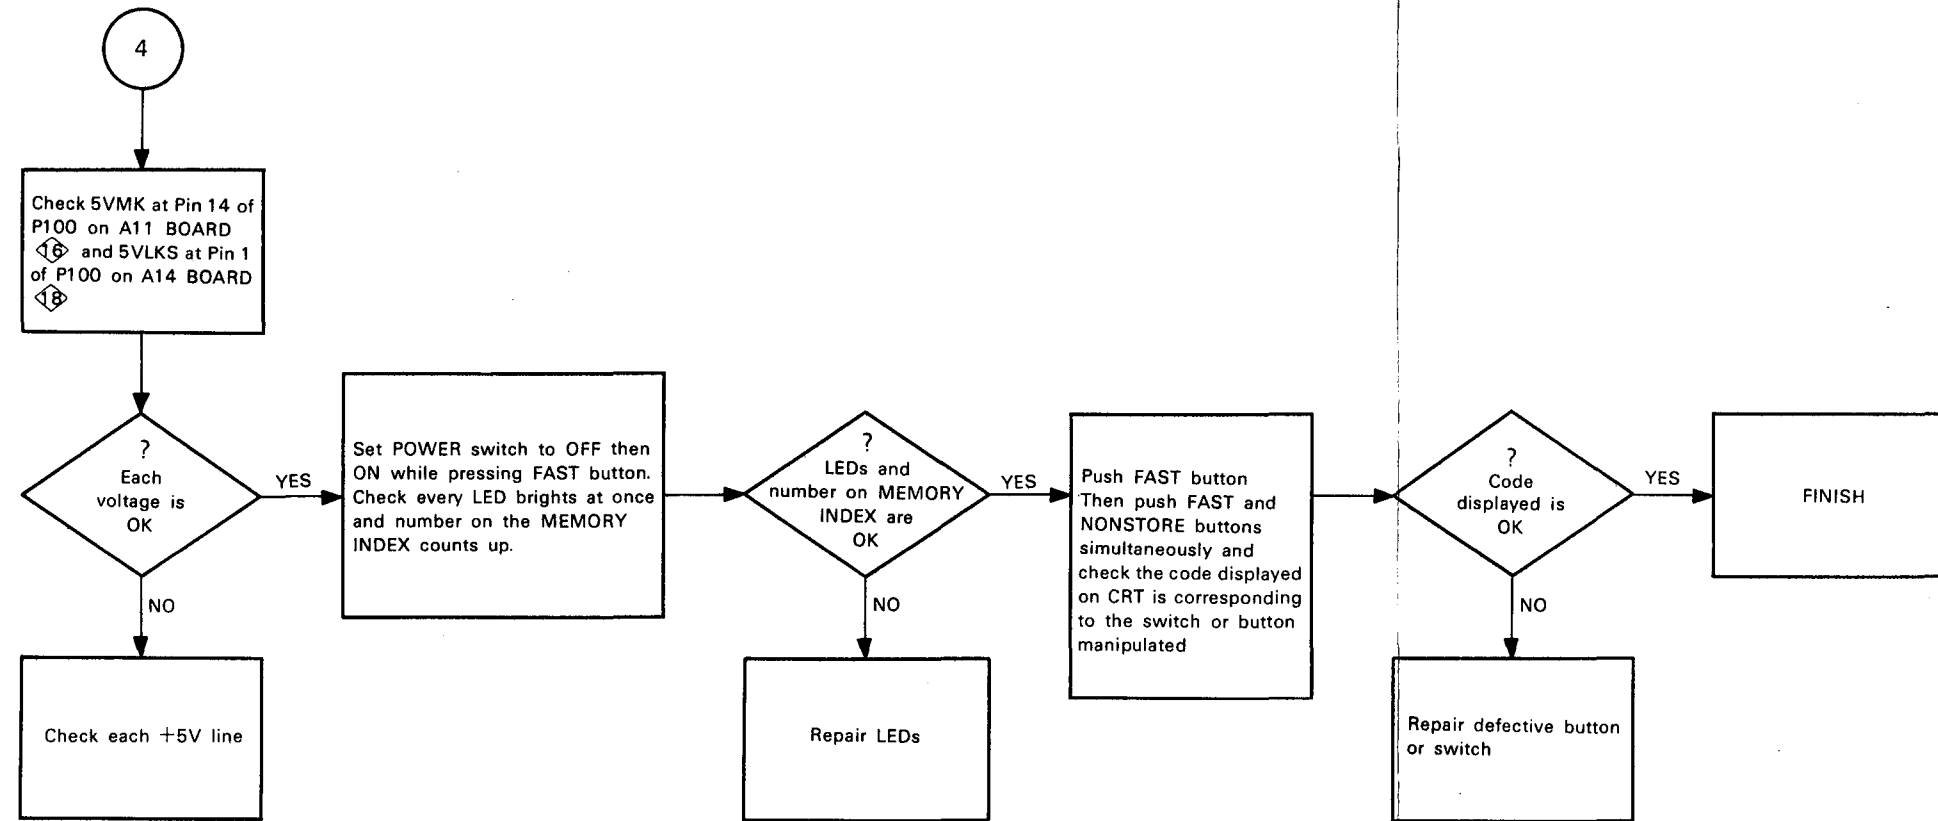 4
Check 5VMK at Pin 14 of
P100 on A11 BOARD
16 and 5VLKS at Pin 1
of P100 on A14 BOARD
18
?
Each
voltage is
OK
YES
NO
Check each +5V line
Set POWER switch to OFF then
ON while pressing FAST button.
Check every LED brights at once
and number on the MEMORY
INDEX counts up.
?
LEDs and
number on MEMORY
INDEX are
OK
YES
NO
Repair LEDs
Push FAST button
Then push FAST and
NONSTORE buttons
simultaneously and
check the code displayed
on CRT is corresponding
to the switch or button
manipulated
?
Code
displayed is
OK
YES
NO
Repair defective button
or switch
FINISH